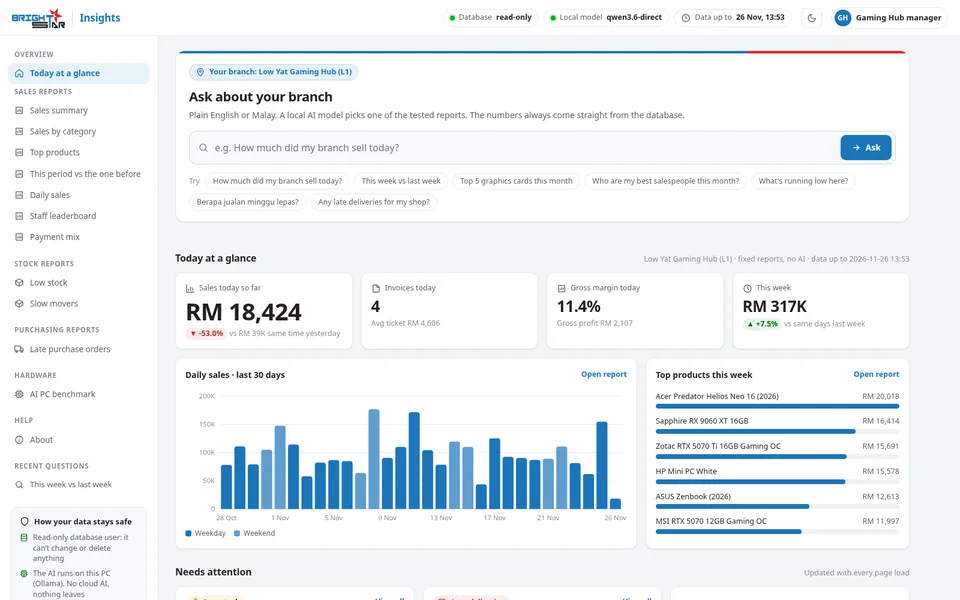 BRIGHT STAR
Insights
Database read-only
Local model qwen3.6-direct
Data up to 26 Nov, 13:53
GH
Gaming Hub manager
OVERVIEW
Today at a glance
SALES REPORTS
Sales summary
Sales by category
Top products
This period vs the one before
Daily sales
Staff leaderboard
Payment mix
STOCK REPORTS
Low stock
Slow movers
PURCHASING REPORTS
Late purchase orders
HARDWARE
AI PC benchmark
HELP
About
RECENT QUESTIONS
This week vs last week
How your data stays safe
Read-only database user: it
can't change or delete
anything
The AI runs on this PC
(Ollama). No cloud AI,
nothing leaves
Your branch: Low Yat Gaming Hub (L1)
Ask about your branch
Plain English or Malay. A local AI model picks one of the tested reports. The numbers always come straight from the database.
e.g. How much did my branch sell today?
Ask
Try
How much did my branch sell today?
This week vs last week
Top 5 graphics cards this month
Who are my best salespeople this month?
What's running low here?
Berapa jualan minggu lepas?
Any late deliveries for my shop?
Today at a glance
Low Yat Gaming Hub (L1) · fixed reports, no AI · data up to 2026-11-26 13:53
Sales today so far
RM 18,424
▼ -53.0% vs RM 39K same time yesterday
Invoices today
4
Avg ticket RM 4,606
Gross margin today
11.4%
Gross profit RM 2,107
This week
RM 317K
▲ +7.5% vs same days last week
Daily sales · last 30 days
Open report
200K
150K
100K
50K
0
28 Oct
1 Nov
5 Nov
9 Nov
13 Nov
17 Nov
21 Nov
26 Nov
Weekday
Weekend
Top products this week
Open report
Acer Predator Helios Neo 16 (2026) RM 20,018
Sapphire RX 9060 XT 16GB RM 16,414
Zotac RTX 5070 Ti 16GB Gaming OC RM 15,691
HP Mini PC White RM 15,578
ASUS Zenbook (2026) RM 12,613
MSI RTX 5070 12GB Gaming OC RM 11,997
Needs attention
Updated with every page load